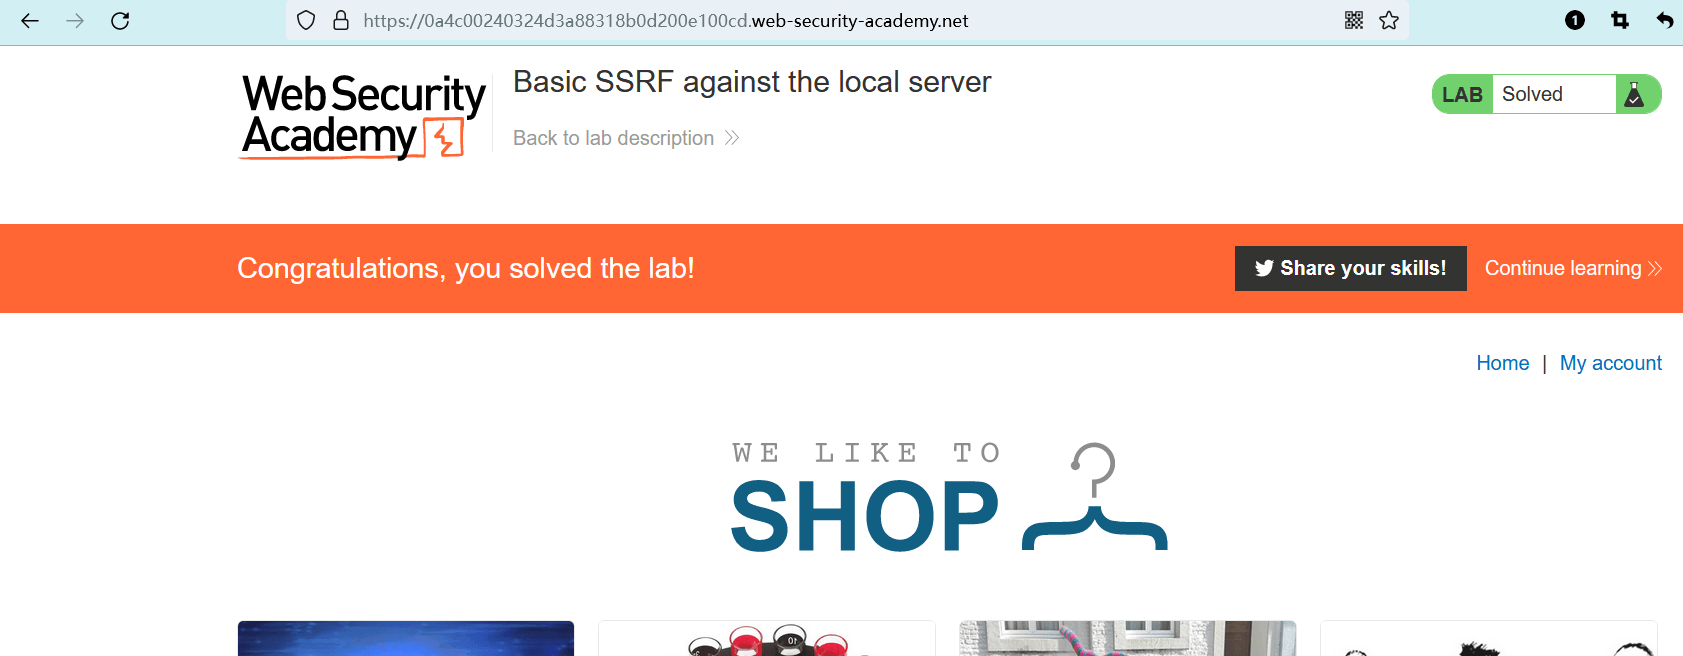 https://0a4c00240324d3a88318b0d200e100cd.web-security-academy.net
1
Web Security
Academy
Basic SSRF against the local server
Back to lab description
LAB Solved
Congratulations, you solved the lab!
Share your skills!
Continue learning
Home | My account
WE LIKE TO
SHOP
10